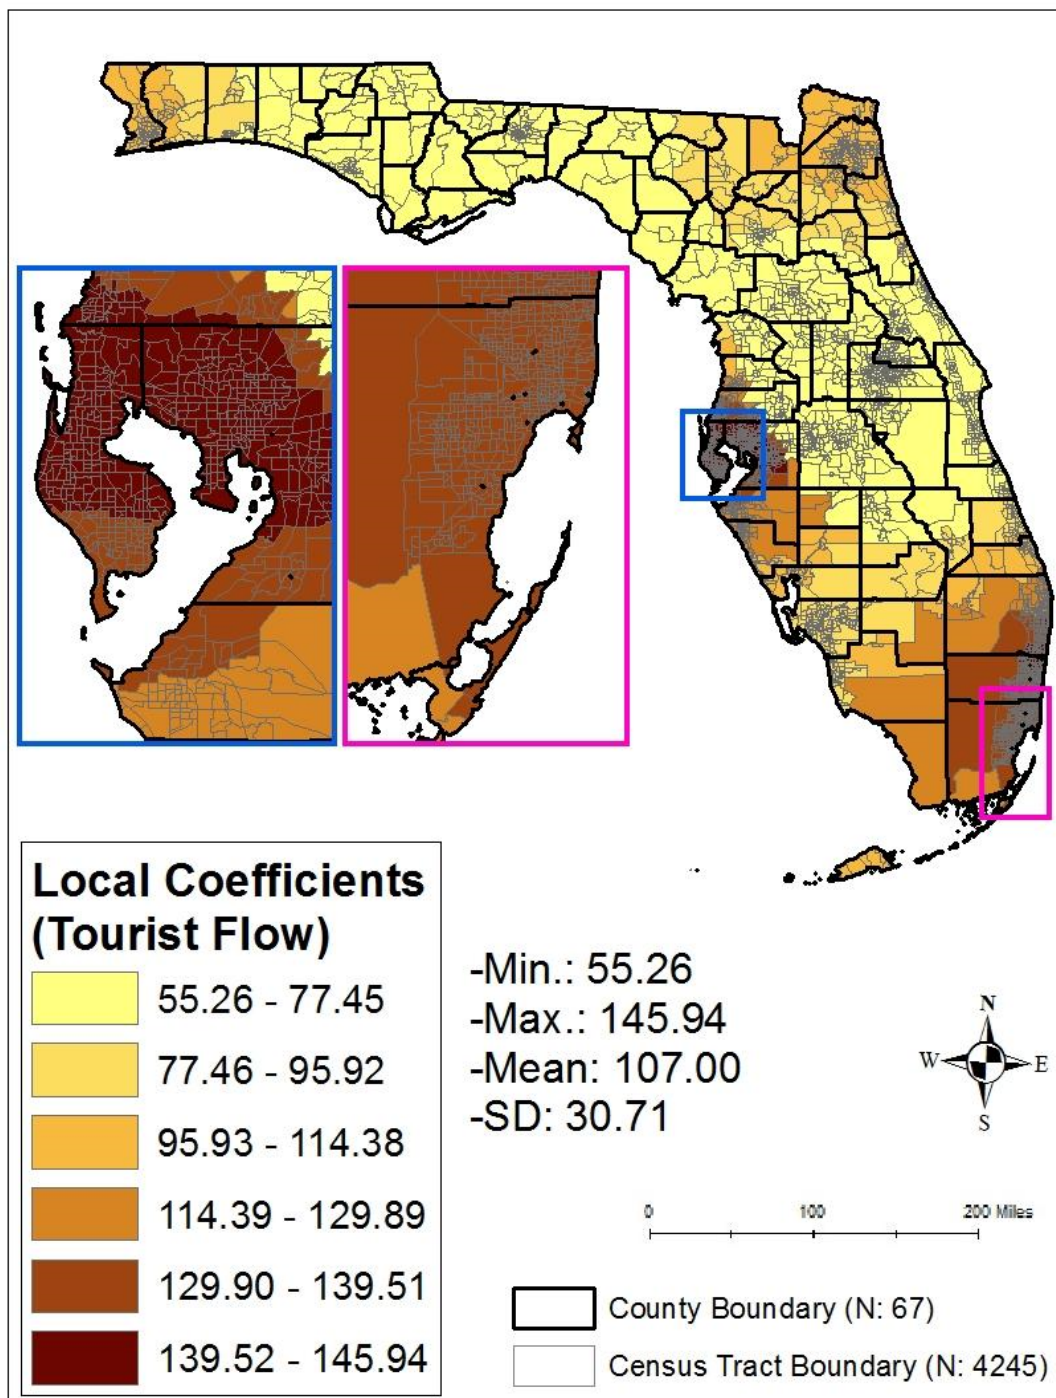 Local Coefficients
(Tourist Flow)
55.26 - 77.45
77.46 - 95.92
95.93 - 114.38
114.39 - 129.89
129.90 - 139.51
139.52 - 145.94
-Min.: 55.26
-Max.: 145.94
-Mean: 107.00
-SD: 30.71
N
W E
S
0 100 200 Miles
County Boundary (N: 67)
Census Tract Boundary (N: 4245)